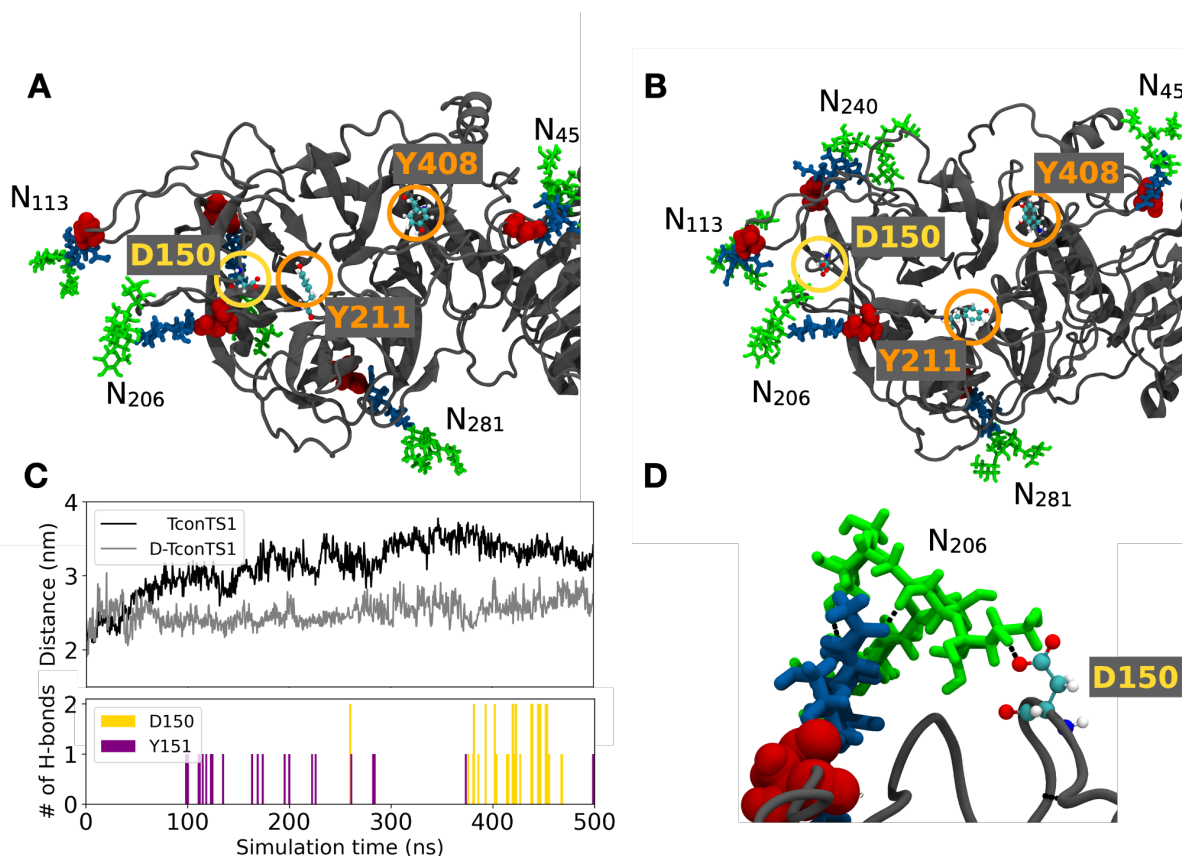 A
N45
Y408
N113
D150
Y211
N206
N281
B
N240
N45
Y408
N113
D150
Y211
N206
N281
C
4
3
2
Distance (nm)
TconTS1
D-TconTS1
2
1
0
# of H-bonds
D150
Y151
0 100 200 300 400 500
Simulation time (ns)
D
N206
D150